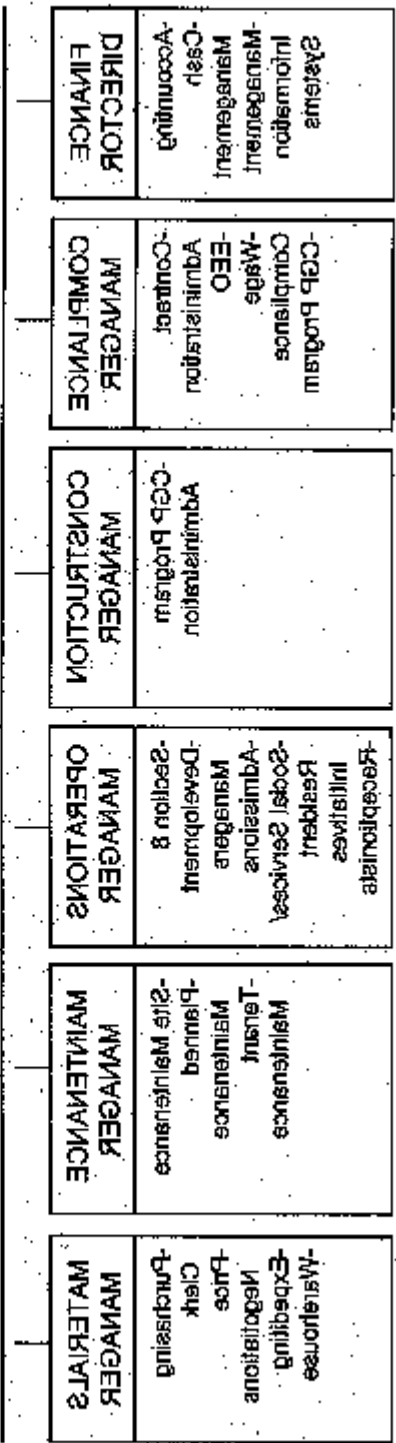 FINANCE
DIRECTOR
-Accounting
-Cash
Management
-Management
Information
Systems
COMPLIANCE
MANAGER
-Contract
Administration
-EEO
-Wage
Compliance
-CGP Program
CONSTRUCTION
MANAGER
-CGP Program
Administration
OPERATIONS
MANAGER
-Section 8
-Development
Managers
-Admissions
-Social Services/
Resident
Initiatives
-Receptionists
MAINTENANCE
MANAGER
-Site Maintenance
-Planned
Maintenance
-Tenant
Maintenance
MATERIALS
MANAGER
-Purchasing
Clerk
-Price
Negotiations
-Expediting
-Warehouse